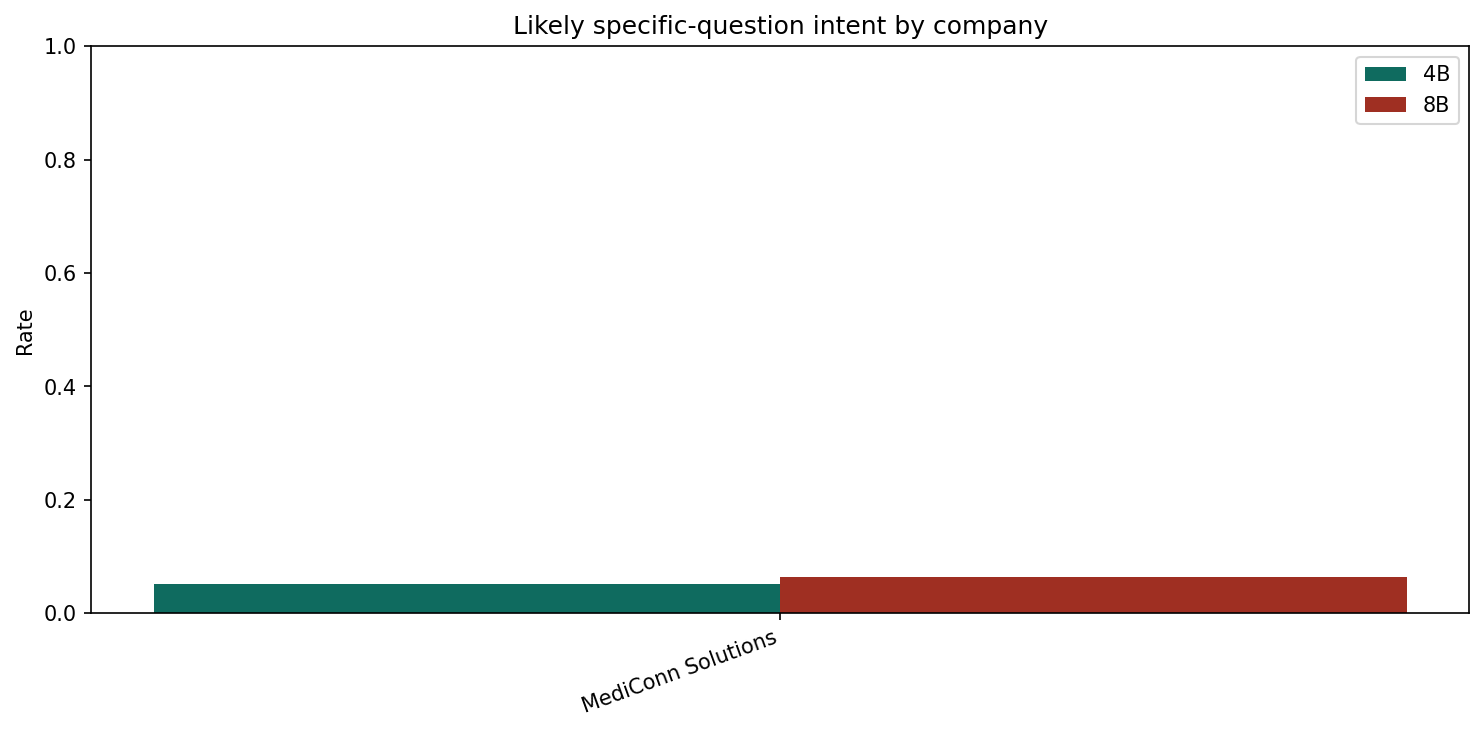 Likely specific-question intent by company
1.0
0.8
0.6
0.4
0.2
0.0
Rate
4B
8B
MediConn Solutions